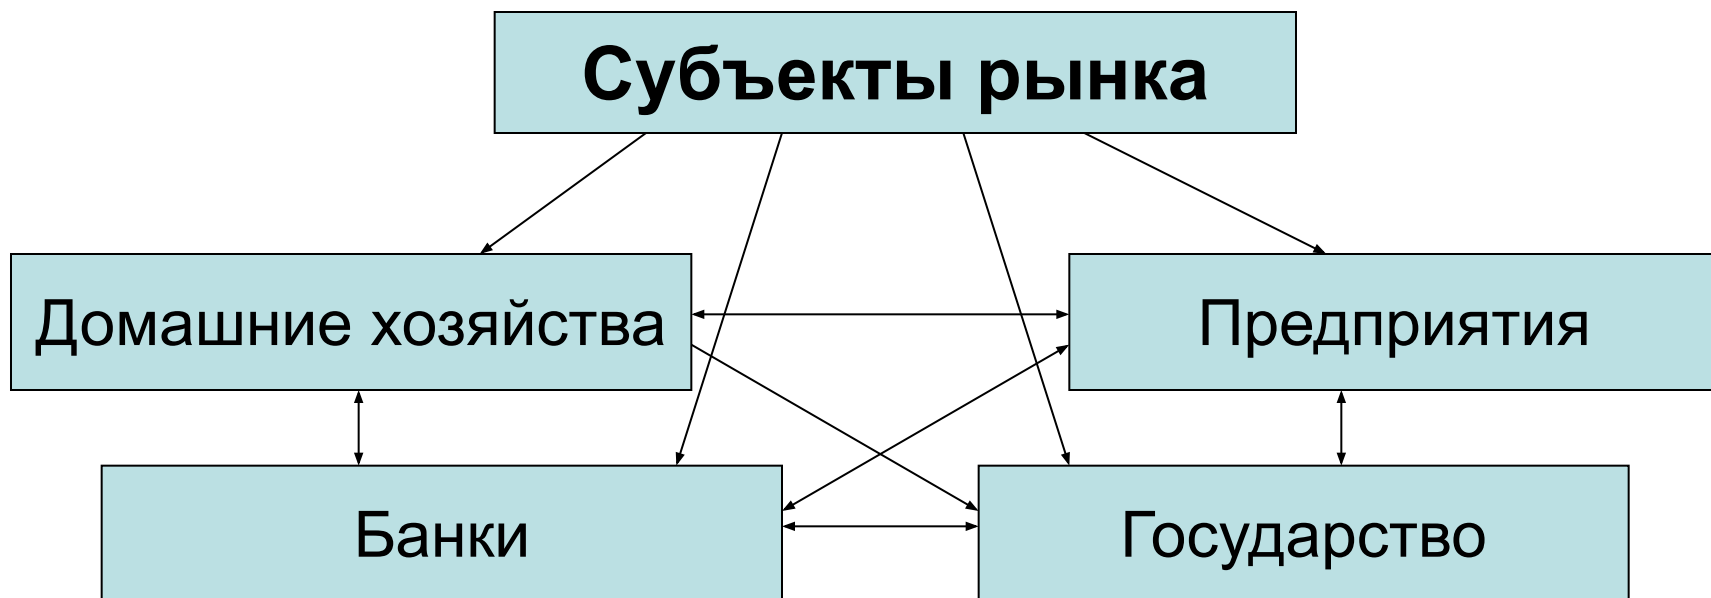 Субъекты рынка
Домашние хозяйства
Предприятия
Банки
Государство